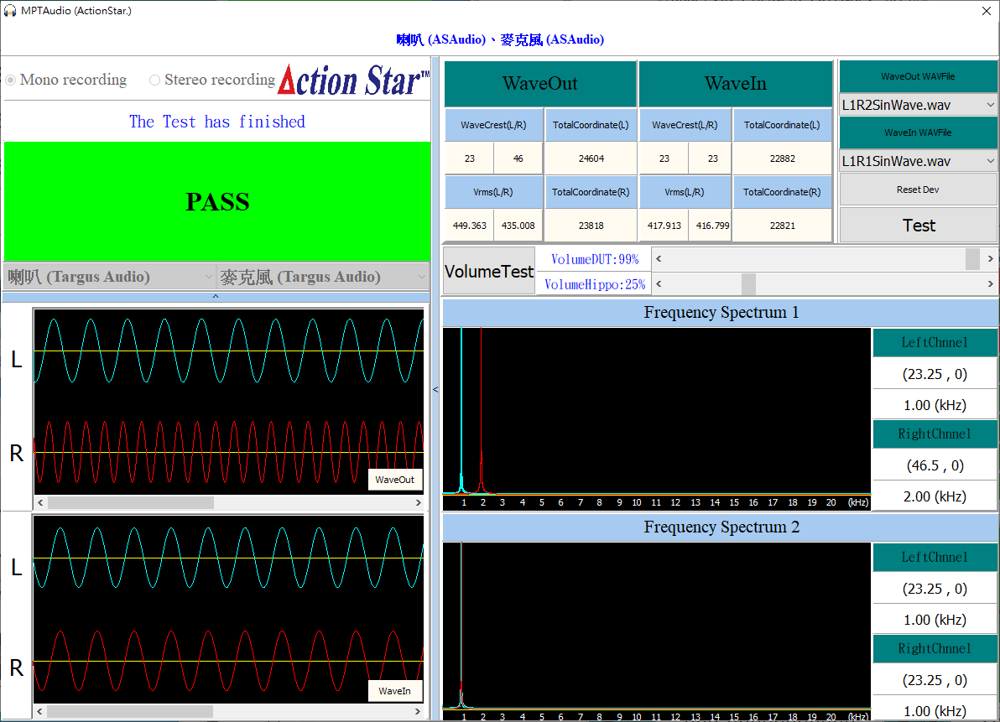 MPTAudio (ActionStar.)
喇叭 (ASAudio)、麥克風 (ASAudio)
Mono recording
Stereo recording
Action Star™
The Test has finished
PASS
喇叭 (Targus Audio)
麥克風 (Targus Audio)
L
R
WaveOut
L
R
WaveIn
WaveOut
WaveIn
WaveCrest(L/R) TotalCoordinate(L) WaveCrest(L/R) TotalCoordinate(L)
23 46 24604 23 23 22882
Vrms(L/R) TotalCoordinate(R) Vrms(L/R) TotalCoordinate(R)
449.363 435.008 23818 417.913 416.799 22821
WaveOut WAVFile
L1R2SinWave.wav
WaveIn WAVFile
L1R1SinWave.wav
Reset Dev
Test
VolumeTest
VolumeDUT:99%
VolumeHippo:25%
Frequency Spectrum 1
1 2 3 4 5 6 7 8 9 10 11 12 13 14 15 16 17 18 19 20 (kHz)
LeftChnnel
(23.25 , 0)
1.00 (kHz)
RightChnnel
(46.5 , 0)
2.00 (kHz)
Frequency Spectrum 2
1 2 3 4 5 6 7 8 9 10 11 12 13 14 15 16 17 18 19 20 (kHz)
LeftChnnel
(23.25 , 0)
1.00 (kHz)
RightChnnel
(23.25 , 0)
1.00 (kHz)